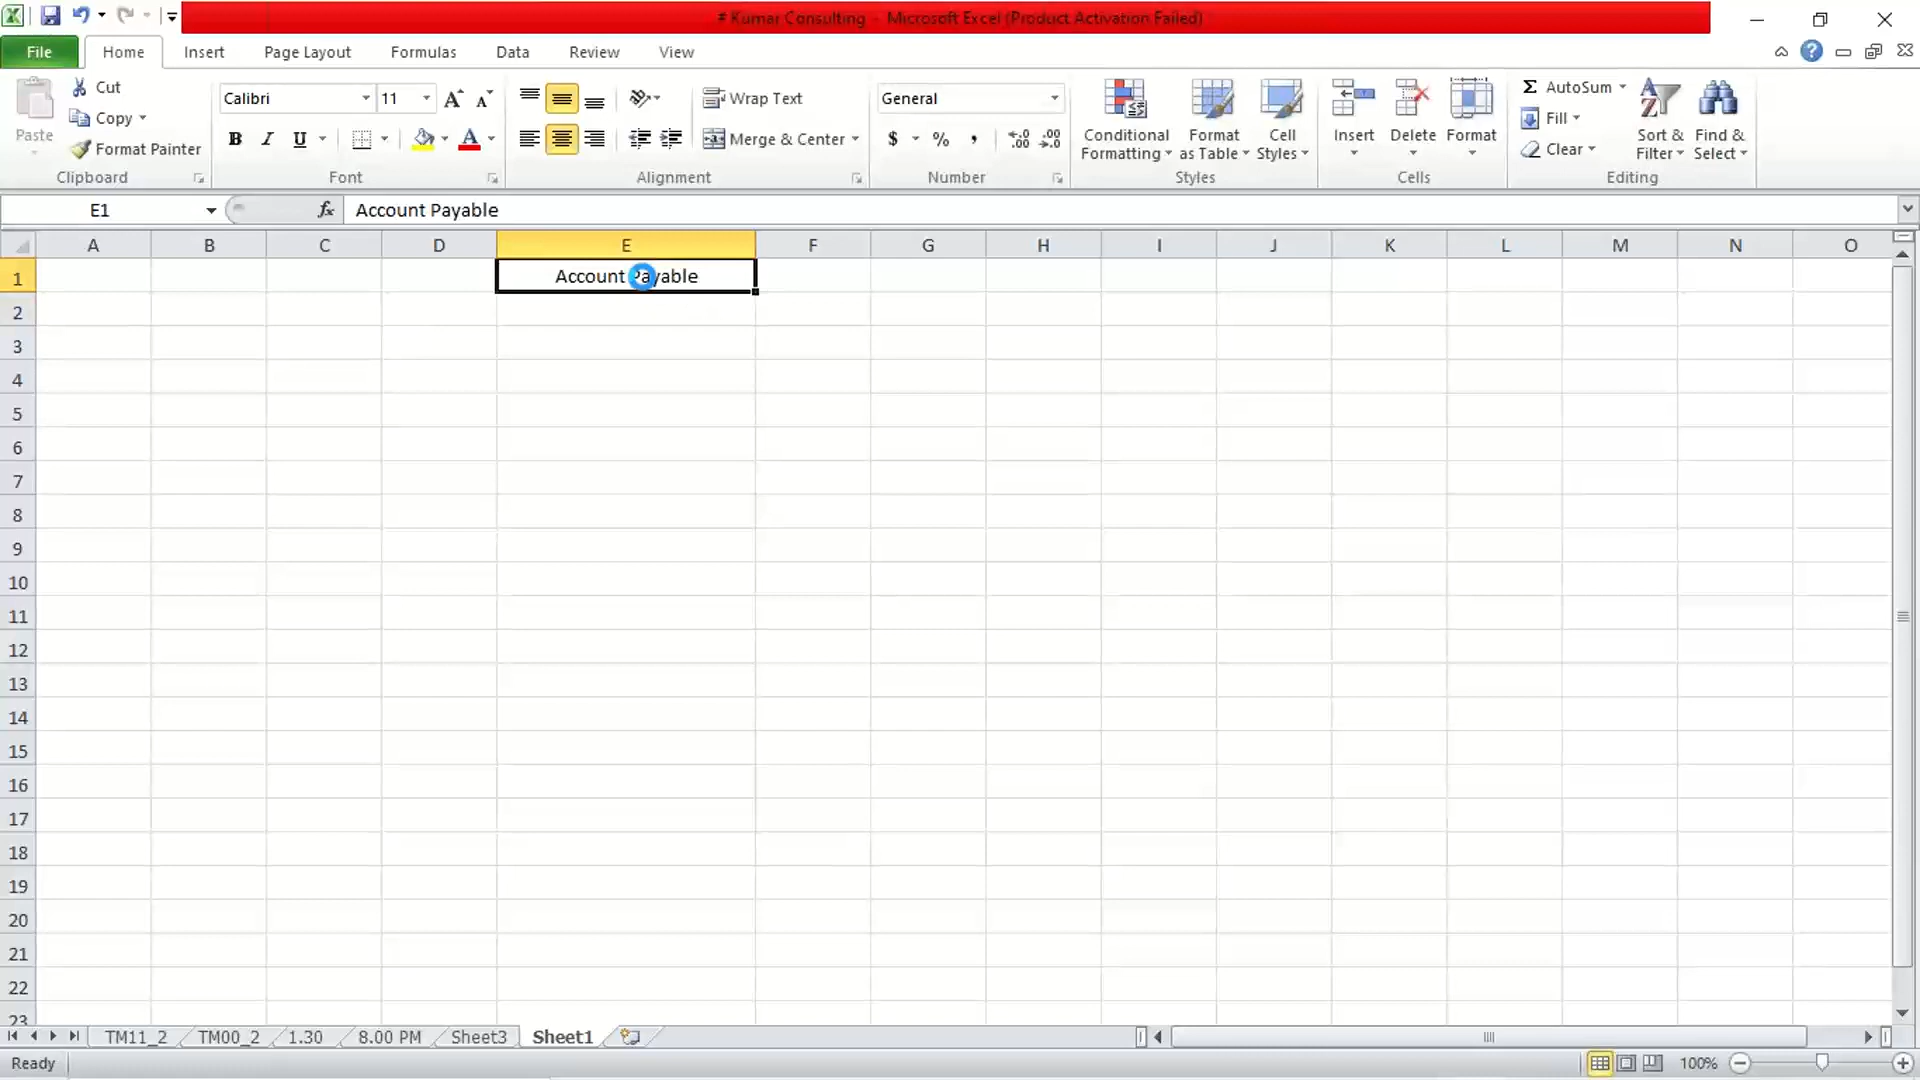 # Kumar Consulting - Microsoft Excel (Product Activation Failed)
File Home Insert Page Layout Formulas Data Review View
Paste
Cut
Copy
Format Painter
Clipboard
Calibri 11
B I U A
Font
Wrap Text
Merge & Center
Alignment
General
$ % ,
Number
Conditional Formatting
Format as Table
Cell Styles
Styles
Insert Delete Format
Cells
Σ AutoSum
Fill
Clear
Sort & Filter
Find & Select
Editing
E1 fx Account Payable
A B C D E F G H I J K L M N O
1 Account Payable
2
3
4
5
6
7
8
9
10
11
12
13
14
15
16
17
18
19
20
21
22
23
TM11_2 TM00_2 1.30 8.00 PM Sheet3 Sheet1
Ready 100%